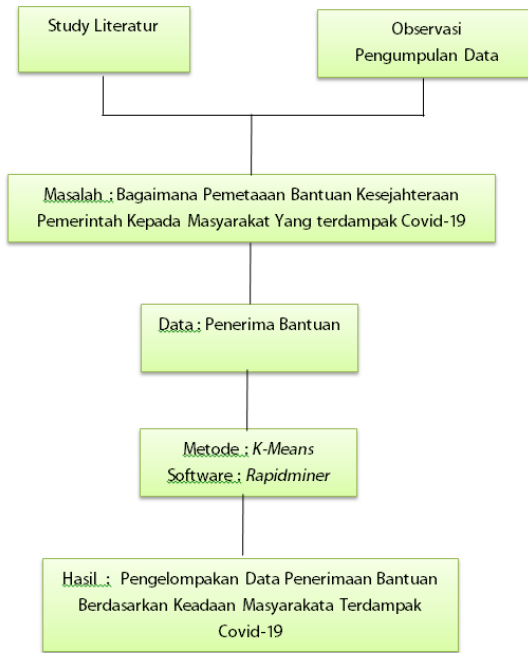 Study Literatur
Observasi
Pengumpulan Data
Masalah : Bagaimana Pemetaaan Bantuan Kesejahteraan
Pemerintah Kepada Masyarakat Yang terdampak Covid-19
Data : Penerima Bantuan
Metode : K-Means
Software : Rapidminer
Hasil : Pengelompakan Data Penerimaan Bantuan
Berdasarkan Keadaan Masyarakata Terdampak
Covid-19